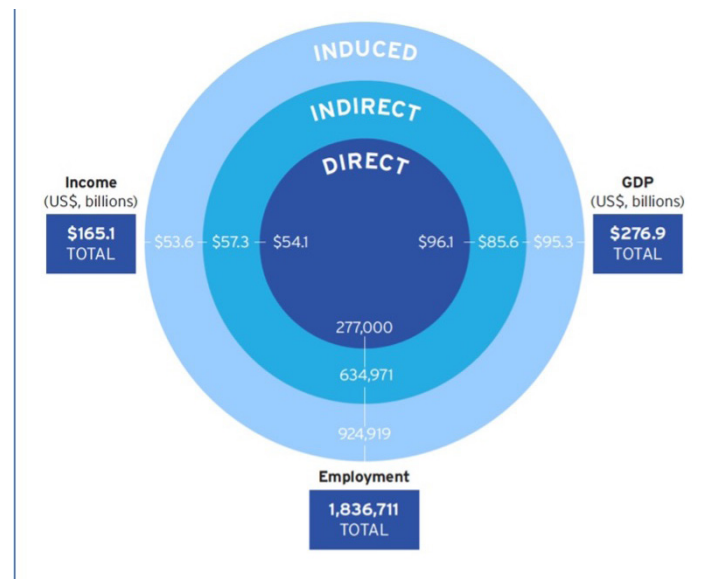 INDUCED
INDIRECT
DIRECT
Income
(US$, billions)
$165.1
TOTAL
$53.6
$57.3
$54.1
$96.1
$85.6
$95.3
GDP
(US$, billions)
$276.9
TOTAL
277,000
634,971
924,919
Employment
1,836,711
TOTAL